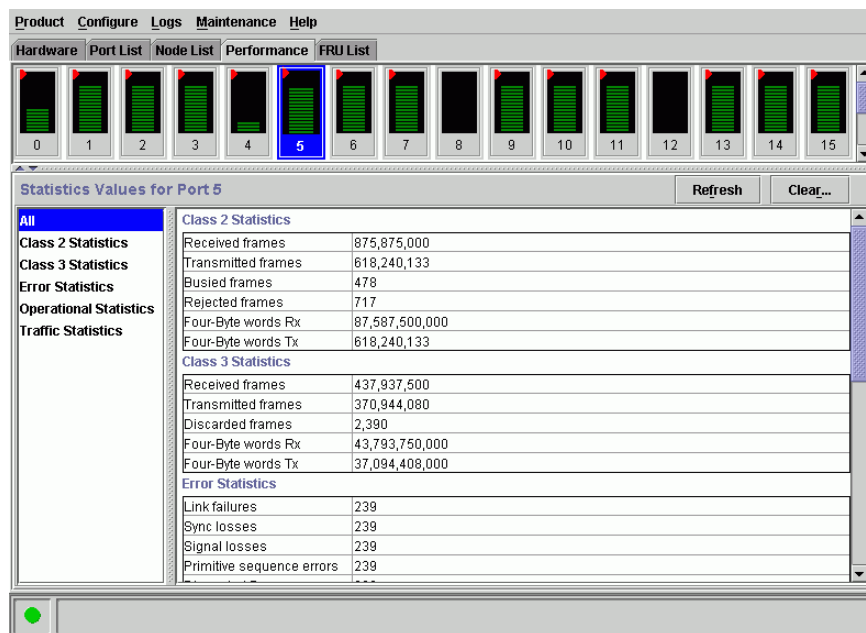 Product Configure Logs Maintenance Help
Hardware Port List Node List Performance FRU List
0 1 2 3 4 5 6 7 8 9 10 11 12 13 14 15
Statistics Values for Port 5 Refresh Clear...
All
Class 2 Statistics
Class 3 Statistics
Error Statistics
Operational Statistics
Traffic Statistics
Class 2 Statistics
Received frames 875,875,000
Transmitted frames 618,240,133
Busied frames 478
Rejected frames 717
Four-Byte words Rx 87,587,500,000
Four-Byte words Tx 618,240,133
Class 3 Statistics
Received frames 437,937,500
Transmitted frames 370,944,080
Discarded frames 2,390
Four-Byte words Rx 43,793,750,000
Four-Byte words Tx 37,094,408,000
Error Statistics
Link failures 239
Sync losses 239
Signal losses 239
Primitive sequence errors 239